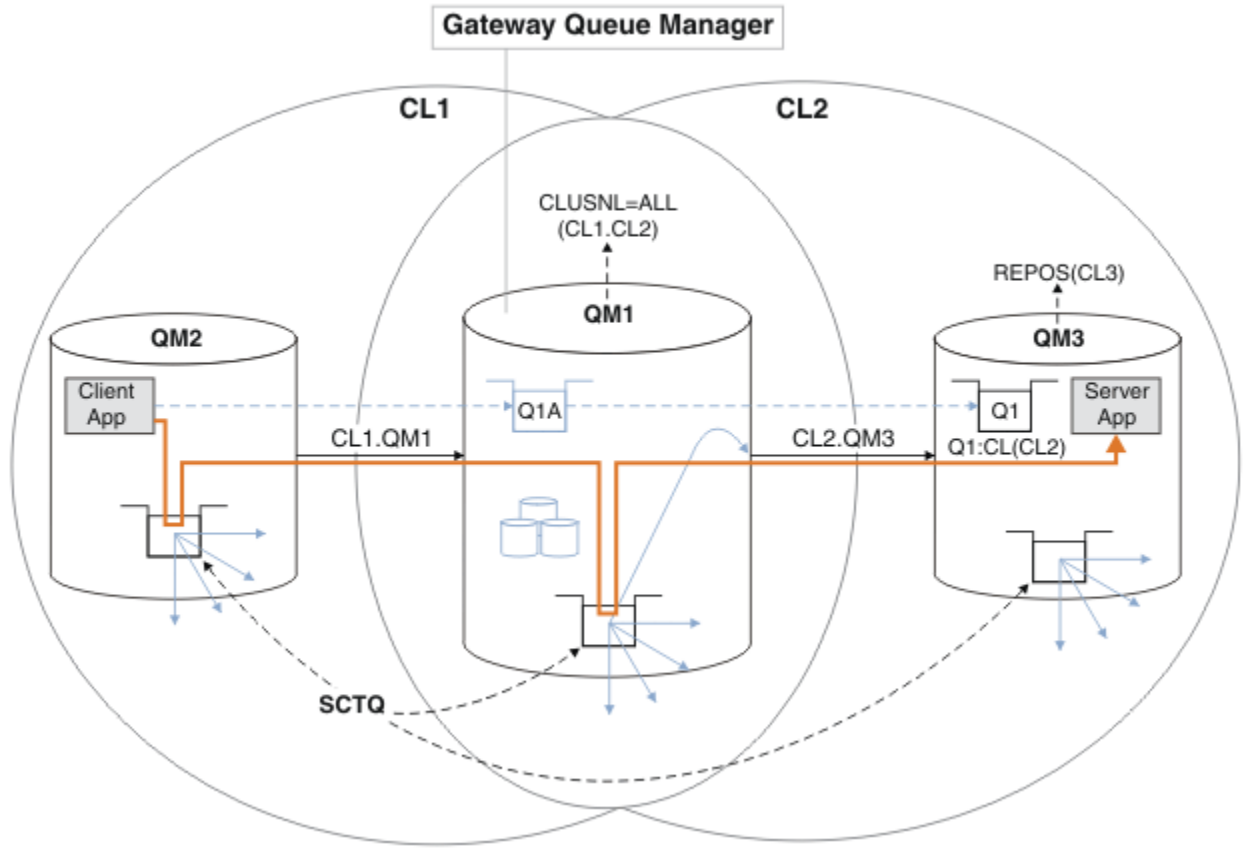 Gateway Queue Manager
CL1
CL2
CLUSNL=ALL
(CL1.CL2)
REPOS(CL3)
QM2
QM1
QM3
Client
App
Q1A
Q1
Server
App
CL1.QM1
CL2.QM3
Q1:CL(CL2)
SCTQ